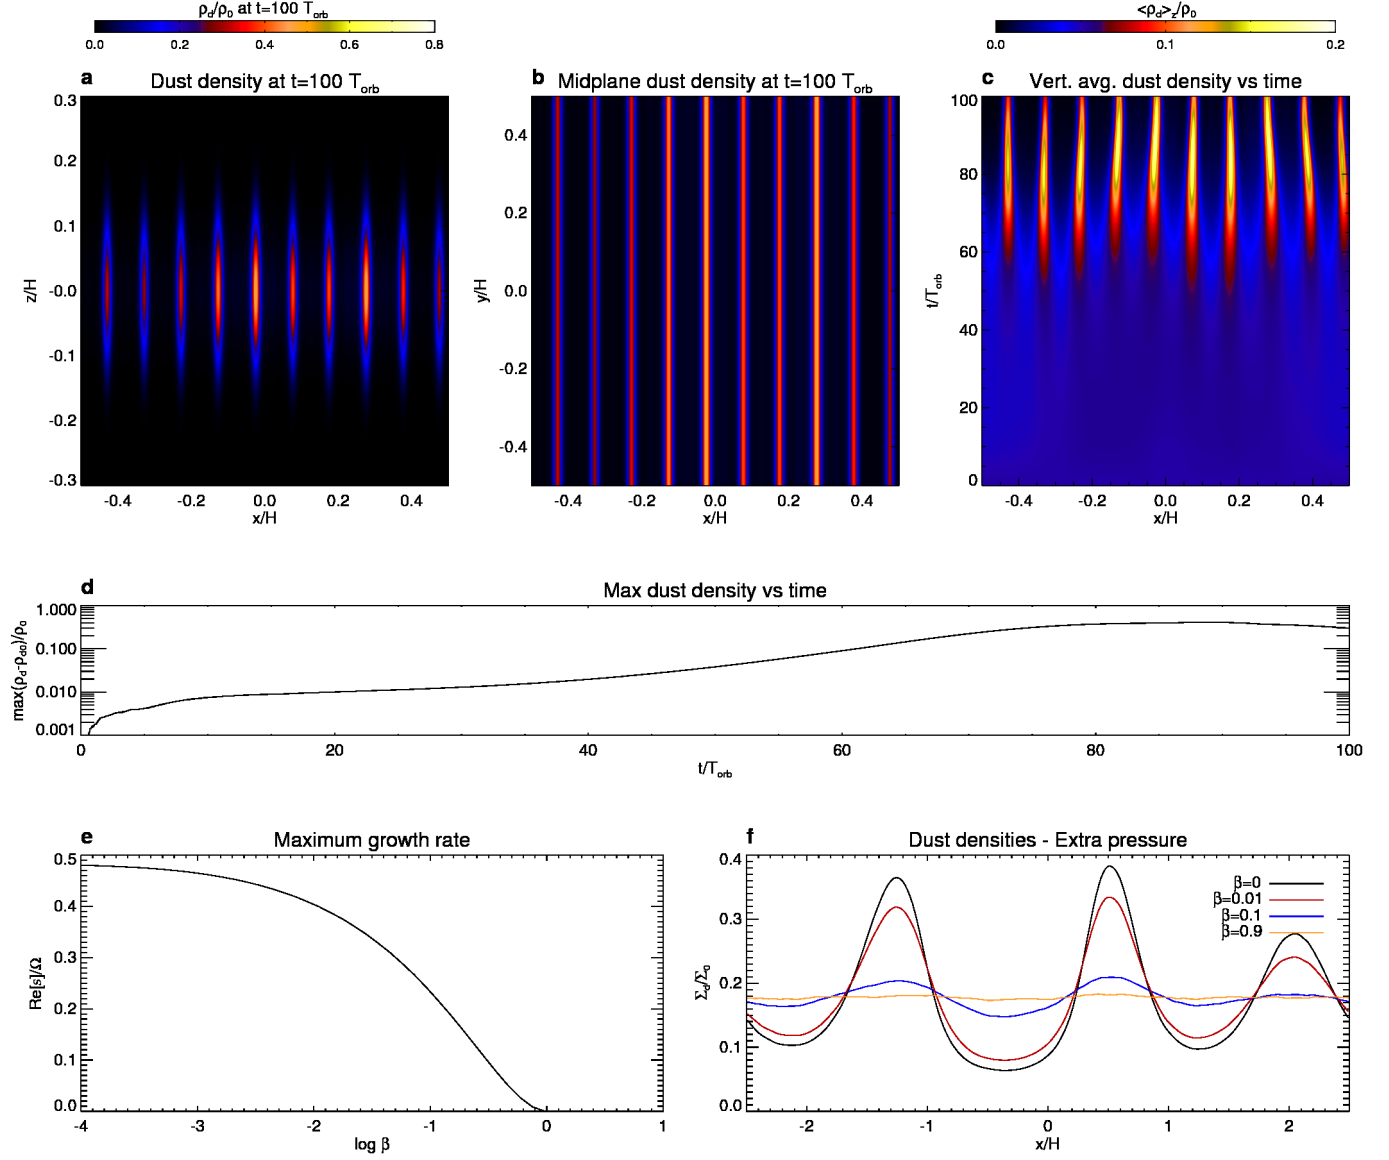 ρd/ρ0 at t=100 Torb
0.0 0.2 0.4 0.6 0.8
<ρd>z/ρ0
0.0 0.1 0.2
a Dust density at t=100 Torb
0.3
0.2
0.1
-0.0
-0.1
-0.2
-0.3
z/H
-0.4 -0.2 0.0 0.2 0.4
x/H
b Midplane dust density at t=100 Torb
0.4
0.2
0.0
-0.2
-0.4
y/H
-0.4 -0.2 0.0 0.2 0.4
x/H
c Vert. avg. dust density vs time
100
80
60
40
20
0
t/Torb
-0.4 -0.2 0.0 0.2 0.4
x/H
d Max dust density vs time
1.000
0.100
0.010
0.001
max(ρd-ρd0)/ρ0
0 20 40 60 80 100
t/Torb
e Maximum growth rate
0.5
0.4
0.3
0.2
0.1
0.0
Re[s]/Ω
-4 -3 -2 -1 0 1
log β
f Dust densities - Extra pressure
0.4
0.3
0.2
0.1
0.0
Σd/Σ0
β=0
β=0.01
β=0.1
β=0.9
-2 -1 0 1 2
x/H